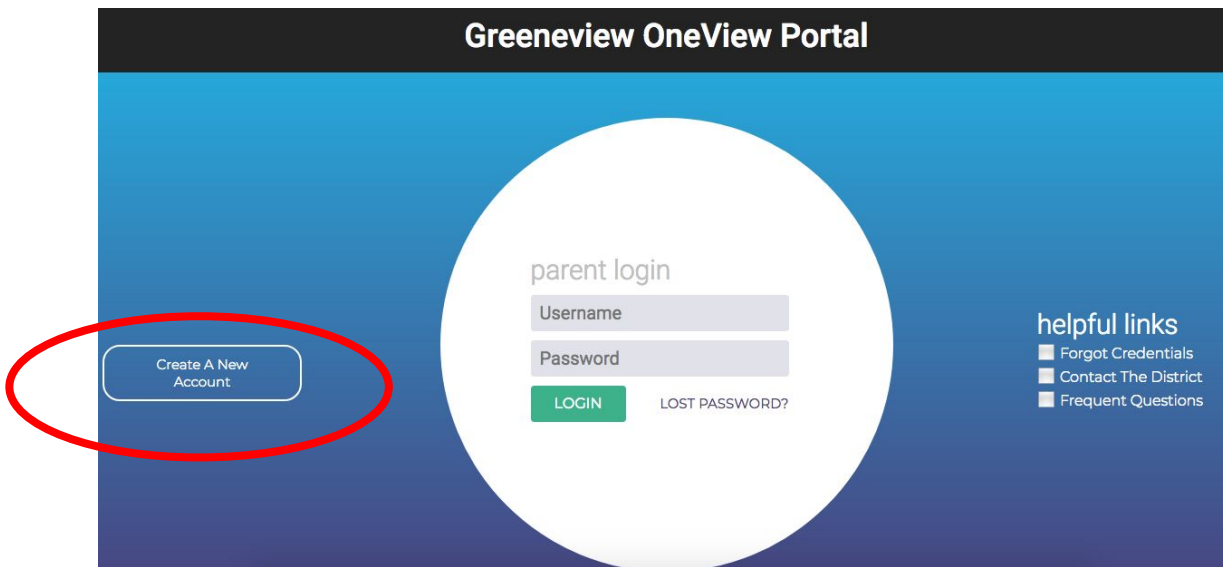 Greeneview OneView Portal
Create A New
Account
parent login
Username
Password
LOGIN
LOST PASSWORD?
helpful links
Forgot Credentials
Contact The District
Frequent Questions